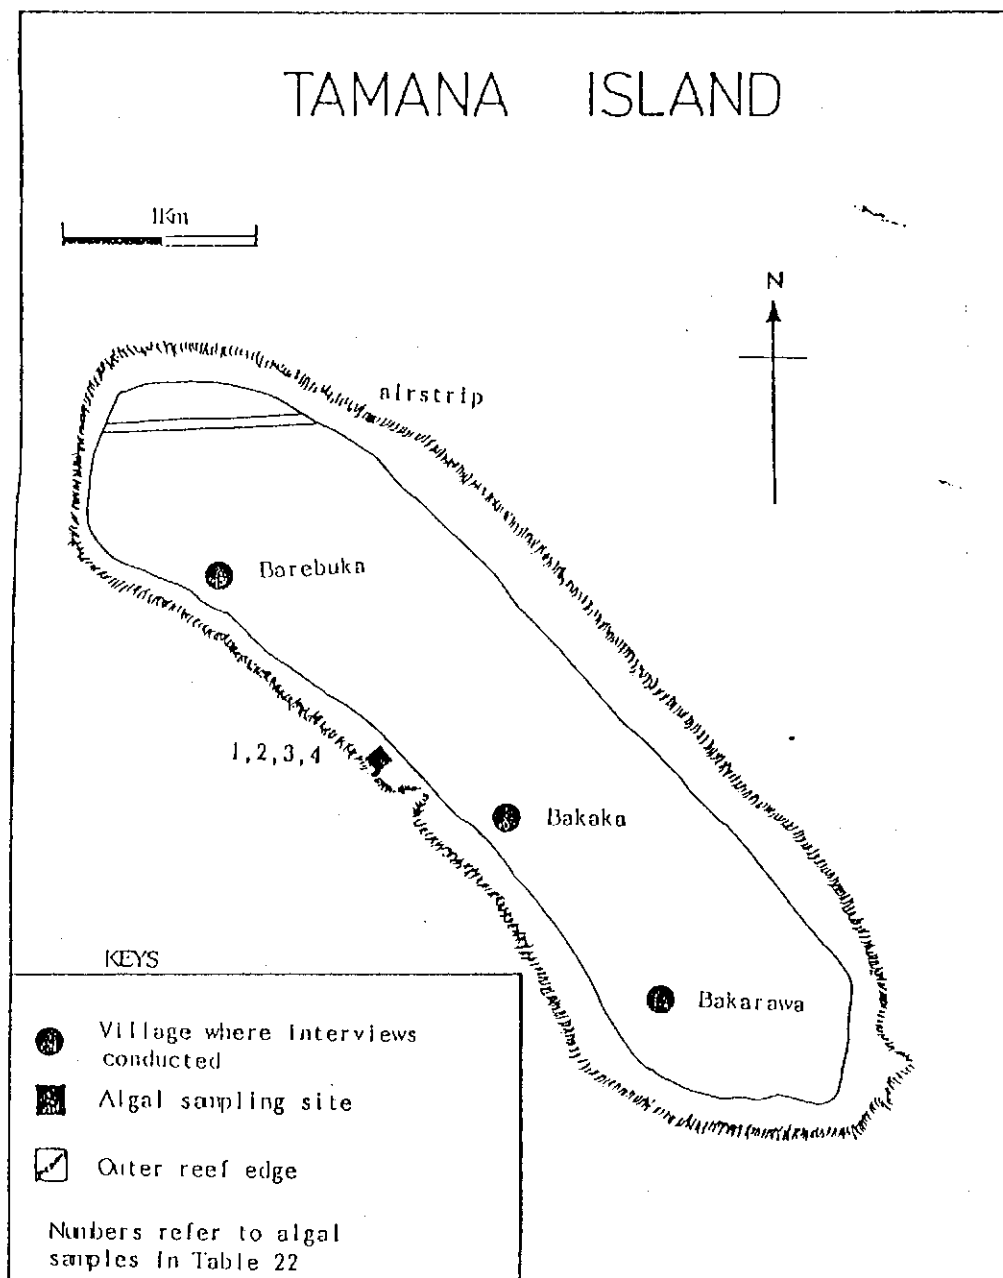 TAMANA ISLAND
1Km
N
airstrip
Barebuka
1,2,3,4
Bakaka
Bakarawa
KEYS
Village where interviews
conducted
Algal sampling site
Outer reef edge
Numbers refer to algal
samples in Table 22